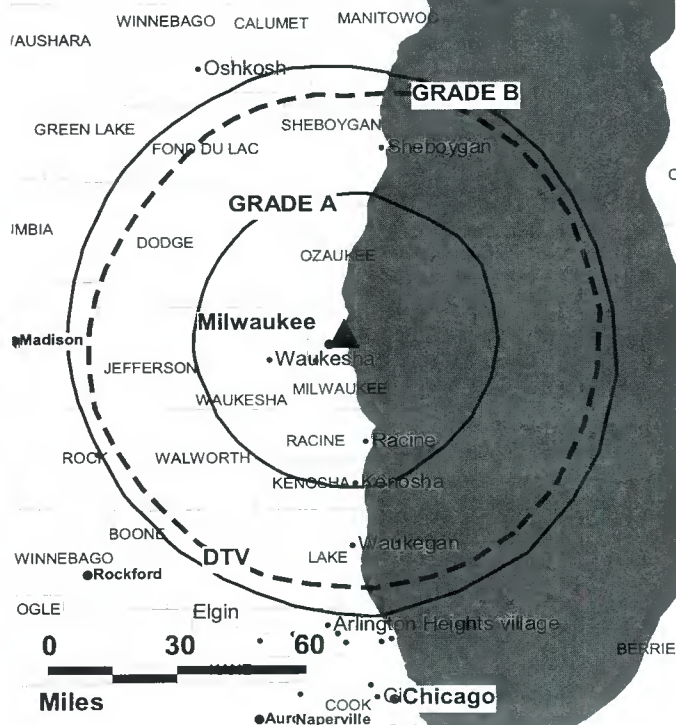 WINNEBAGO
CALUMET
MANITOWOC
/AUSHARA
Oshkosh
GRADE B
GREEN LAKE
SHEBOYGAN
FOND DU LAC
Sheboygan
GRADE A
JMBIA
DODGE
OZAUKEE
Milwaukee
Madison
Waukesha
JEFFERSON
MILWAUKEE
WAUKESHA
RACINE
Racine
ROCK
WALWORTH
KENOSHA
Kenosha
BOONE
Waukegan
WINNEBAGO
DTV
LAKE
Rockford
OGLE
Elgin
Arlington Heights village
0 30 60
BERRIE
KANE
Miles
Chicago
COOK
Naperville